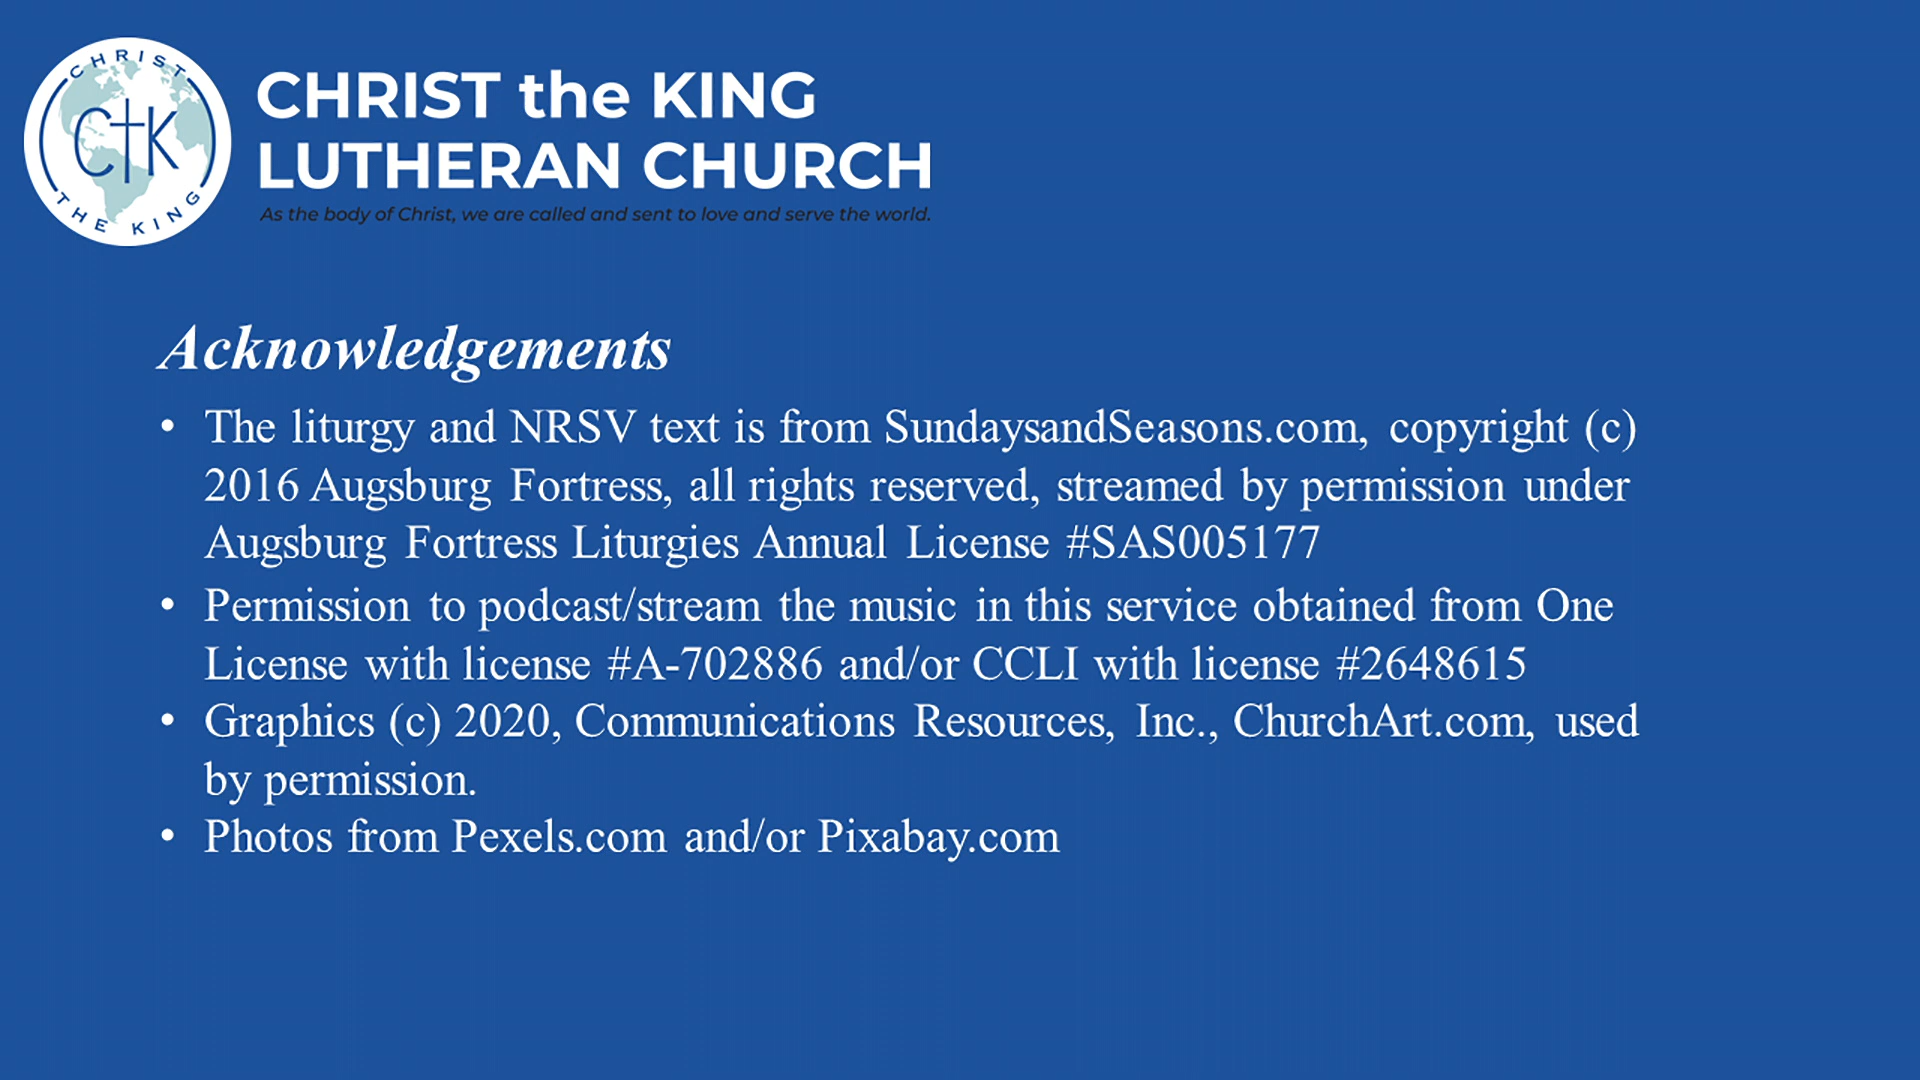 CHRIST
CTK
THE KING
CHRIST the KING
LUTHERAN CHURCH
As the body of Christ, we are called and sent to love and serve the world.
Acknowledgements
• The liturgy and NRSV text is from SundaysandSeasons.com, copyright (c)
2016 Augsburg Fortress, all rights reserved, streamed by permission under
Augsburg Fortress Liturgies Annual License #SAS005177
• Permission to podcast/stream the music in this service obtained from One
License with license #A-702886 and/or CCLI with license #2648615
• Graphics (c) 2020, Communications Resources, Inc., ChurchArt.com, used
by permission.
• Photos from Pexels.com and/or Pixabay.com